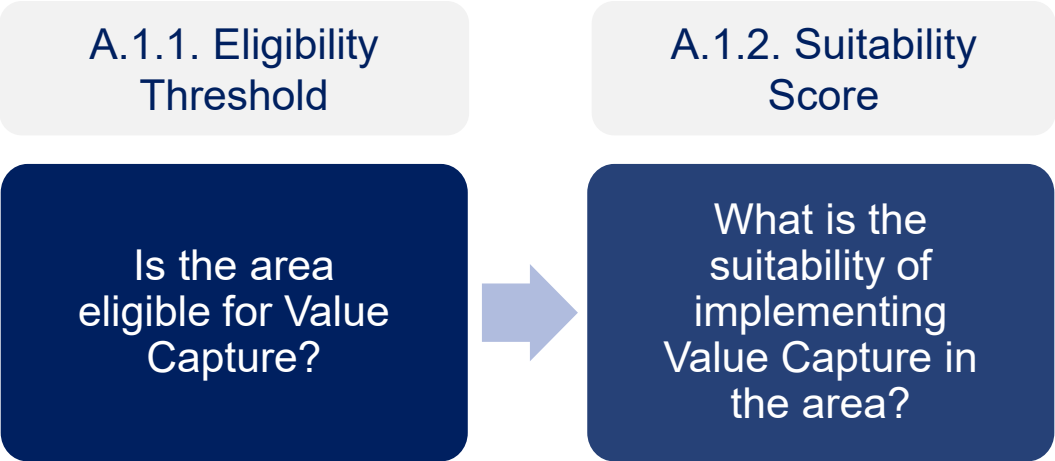 A.1.1. Eligibility
Threshold
A.1.2. Suitability
Score
Is the area
eligible for Value
Capture?
What is the
suitability of
implementing
Value Capture in
the area?